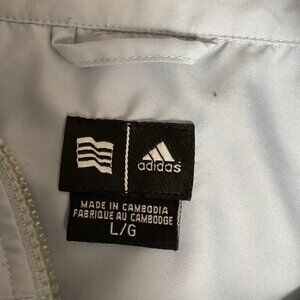 adidas
MADE IN CAMBODIA
FABRIQUE AU CAMBODGE
L/G